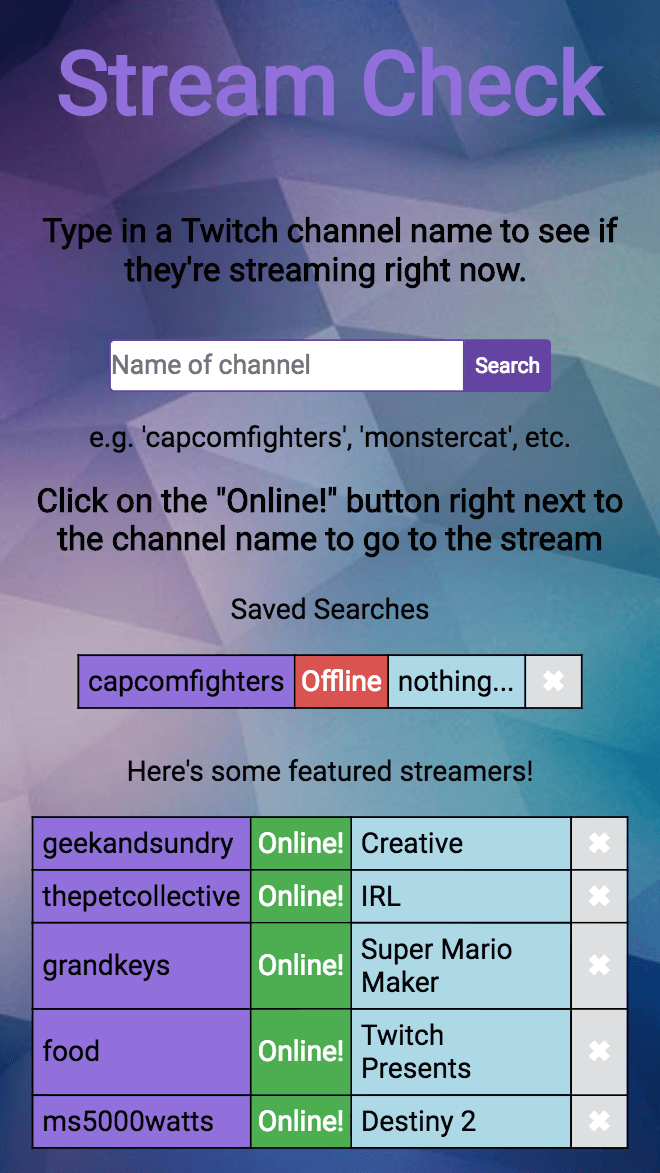 Stream Check
Type in a Twitch channel name to see if
they're streaming right now.
Name of channel Search
e.g. 'capcomfighters', 'monstercat', etc.
Click on the "Online!" button right next to
the channel name to go to the stream
Saved Searches
capcomfighters Offline nothing... ✖
Here's some featured streamers!
geekandsundry Online! Creative ✖
thepetcollective Online! IRL ✖
grandkeys Online! Super Mario
Maker ✖
food Online! Twitch
Presents ✖
ms5000watts Online! Destiny 2 ✖